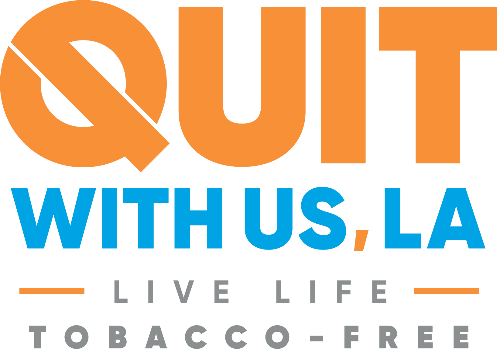 QUIT
WITH US, LA
LIVE LIFE
TOBACCO-FREE